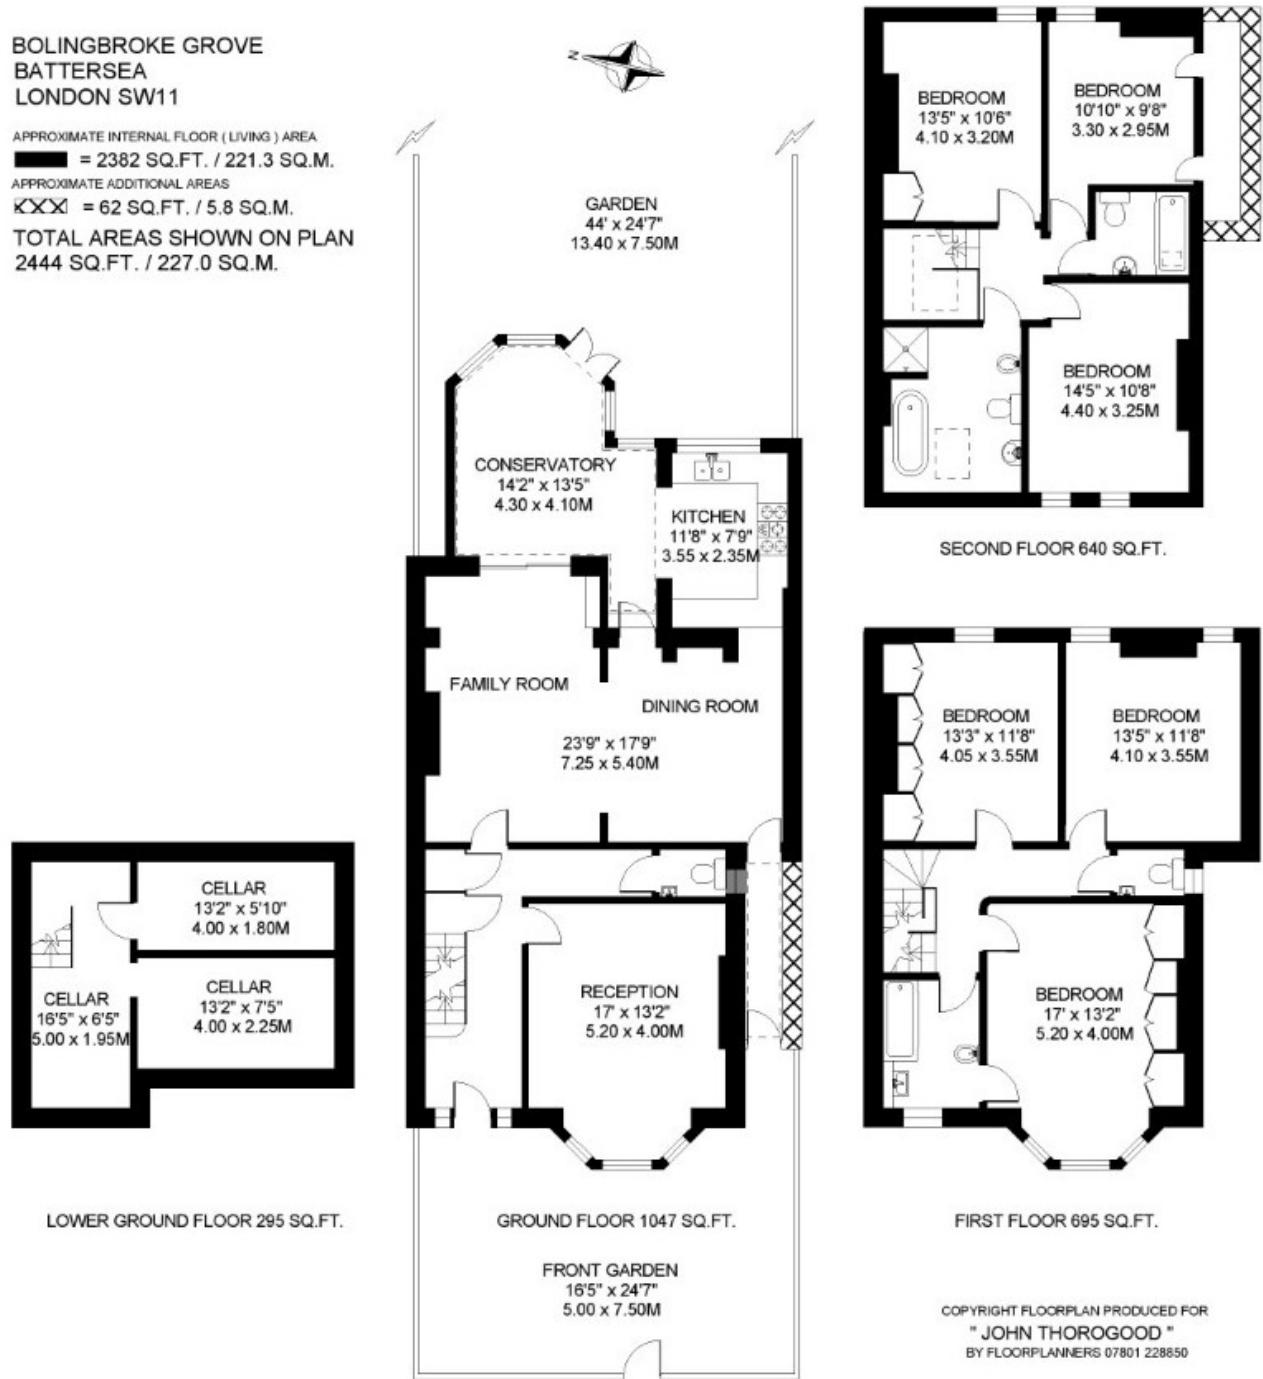 BOLINGBROKE GROVE
BATTERSEA
LONDON SW11
APPROXIMATE INTERNAL FLOOR ( LIVING ) AREA
= 2382 SQ.FT. / 221.3 SQ.M.
APPROXIMATE ADDITIONAL AREAS
= 62 SQ.FT. / 5.8 SQ.M.
TOTAL AREAS SHOWN ON PLAN
2444 SQ.FT. / 227.0 SQ.M.
N
GARDEN
44' x 24'7"
13.40 x 7.50M
CONSERVATORY
14'2" x 13'5"
4.30 x 4.10M
KITCHEN
11'8" x 7'9"
3.55 x 2.35M
FAMILY ROOM
DINING ROOM
23'9" x 17'9"
7.25 x 5.40M
RECEPTION
17' x 13'2"
5.20 x 4.00M
GROUND FLOOR 1047 SQ.FT.
FRONT GARDEN
16'5" x 24'7"
5.00 x 7.50M
CELLAR
13'2" x 5'10"
4.00 x 1.80M
CELLAR
13'2" x 7'5"
4.00 x 2.25M
CELLAR
16'5" x 6'5"
5.00 x 1.95M
LOWER GROUND FLOOR 295 SQ.FT.
BEDROOM
13'5" x 10'6"
4.10 x 3.20M
BEDROOM
10'10" x 9'8"
3.30 x 2.95M
BEDROOM
14'5" x 10'8"
4.40 x 3.25M
SECOND FLOOR 640 SQ.FT.
BEDROOM
13'3" x 11'8"
4.05 x 3.55M
BEDROOM
13'5" x 11'8"
4.10 x 3.55M
BEDROOM
17' x 13'2"
5.20 x 4.00M
FIRST FLOOR 695 SQ.FT.
COPYRIGHT FLOORPLAN PRODUCED FOR
" JOHN THOROGOOD "
BY FLOORPLANNERS 07801 228850